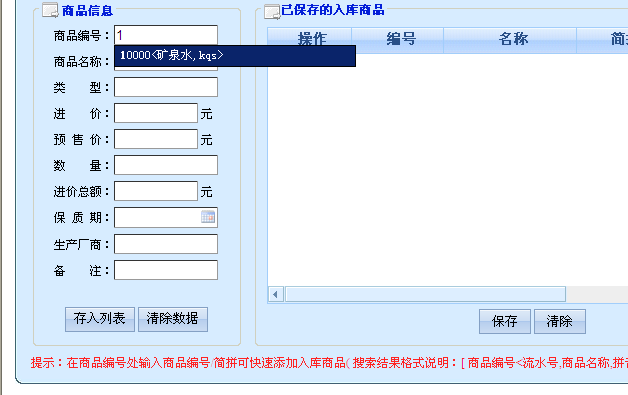 商品信息
商品编号：1
10000<矿泉水,kqs>
商品名称：
类 型：
进 价： 元
预 售 价： 元
数 量：
进价总额： 元
保 质 期：
生产厂商：
备 注：
存入列表 清除数据
已保存的入库商品
操作 编号 名称
保存 清除
提示：在商品编号处输入商品编号/简拼可快速添加入库商品( 搜索结果格式说明：[ 商品编号<流水号,商品名称,拼